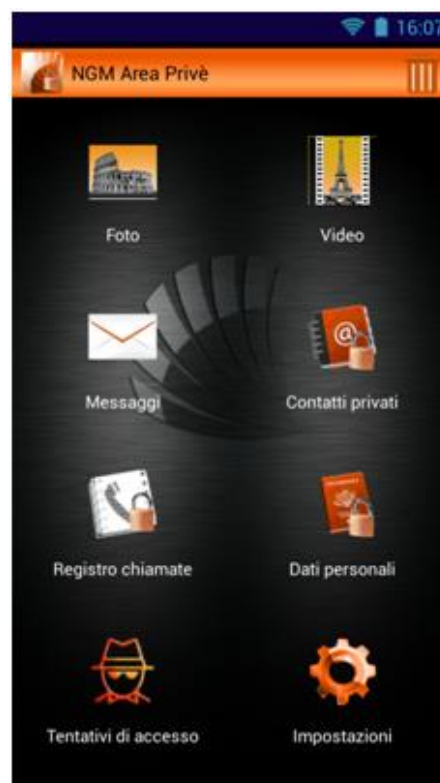 16:07
NGM Area Privè
Foto Video
Messaggi Contatti privati
Registro chiamate Dati personali
Tentativi di accesso Impostazioni